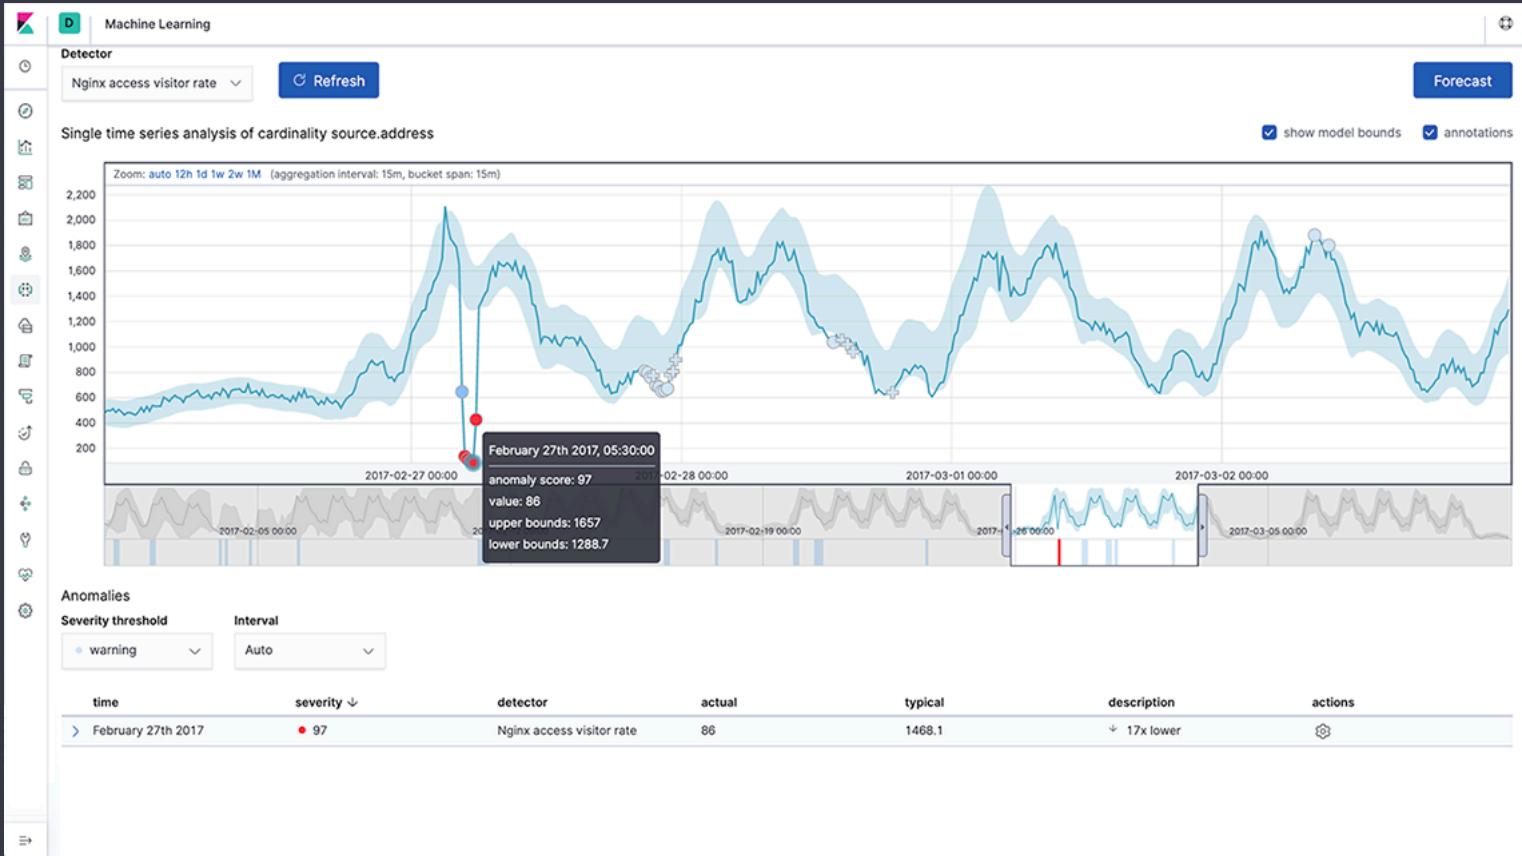 D Machine Learning
Detector
Nginx access visitor rate
Refresh
Forecast
Single time series analysis of cardinality source.address
show model bounds
annotations
Zoom: auto 12h 1d 1w 2w 1M (aggregation interval: 15m, bucket span: 15m)
2,200
2,000
1,800
1,600
1,400
1,200
1,000
800
600
400
200
2017-02-27 00:00
2017-02-28 00:00
2017-03-01 00:00
2017-03-02 00:00
February 27th 2017, 05:30:00
anomaly score: 97
value: 86
upper bounds: 1657
lower bounds: 1288.7
2017-02-05 00:00
2017-02-19 00:00
26 00:00
2017-03-05 00:00
Anomalies
Severity threshold
Interval
warning
Auto
time severity detector actual typical description actions
February 27th 2017 97 Nginx access visitor rate 86 1468.1 17x lower